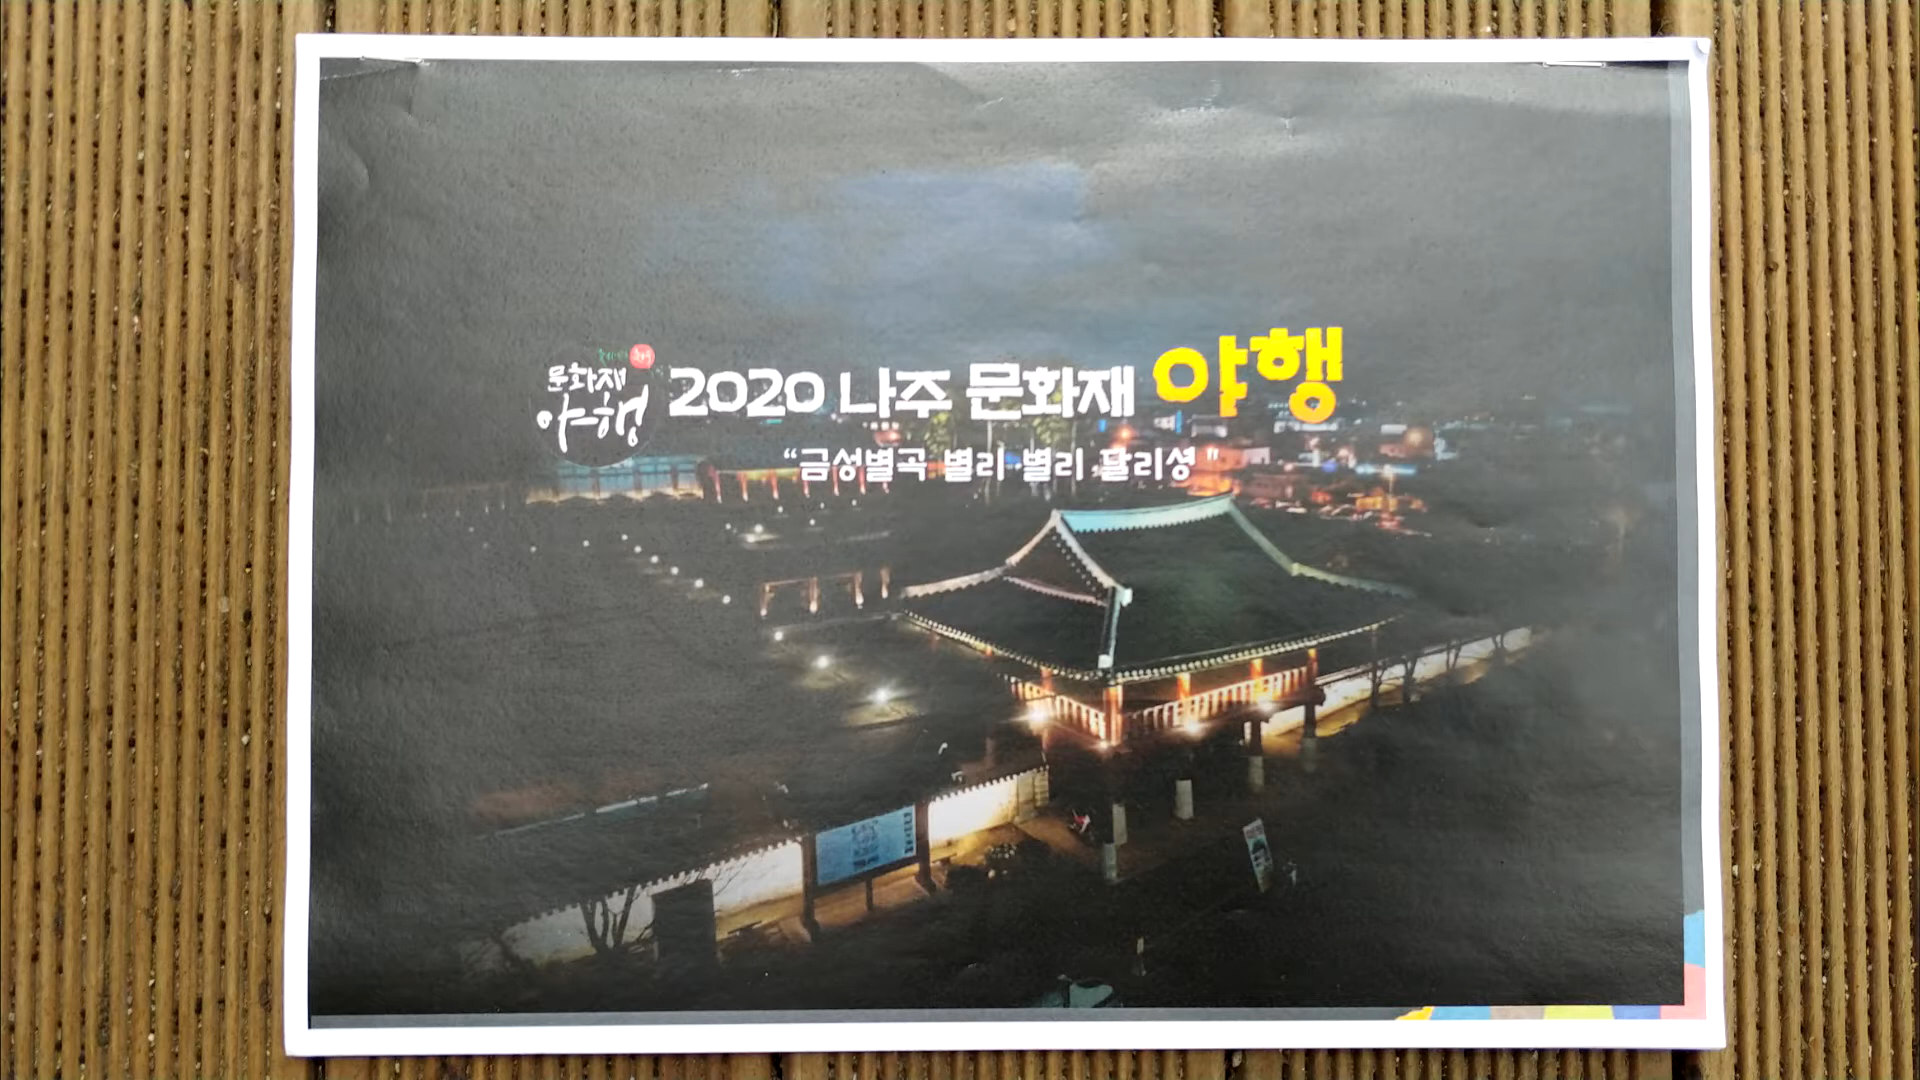 문화재
야행
2020 나주 문화재 야행
“금성별곡 별리 별리 달리셩”